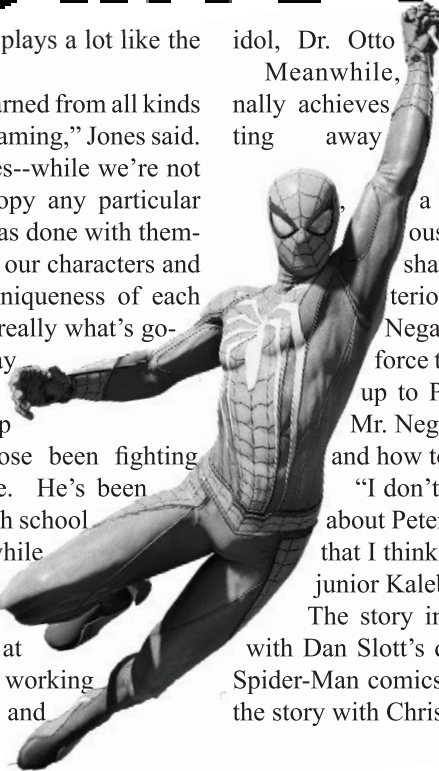 plays a lot like the
arned from all kinds
aming,” Jones said.
es--while we’re not
opy any particular
as done with them-
our characters and
niqueness of each
really what’s go-
ay
p
ose been fighting
e. He’s been
h school
while
at
working
and
idol, Dr. Otto
Meanwhile,
nally achieves
ting away
, a
ous
sha
terio
Nega
force t
up to P
Mr. Neg
and how to
“I don’t
about Peter
that I think
junior Kaleb
The story in
with Dan Slott’s
Spider-Man comics
the story with Chris